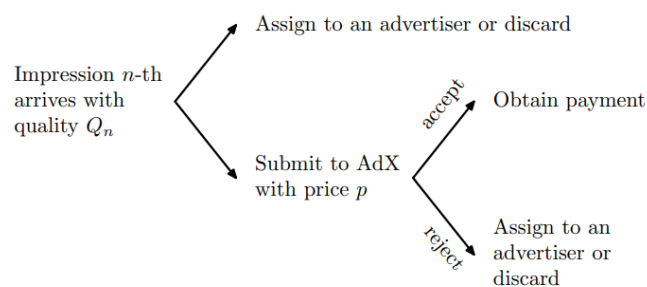 Assign to an advertiser or discard
Impression n-th
arrives with
quality Qn
accept
Obtain payment
Submit to AdX
with price p
reject
Assign to an
advertiser or
discard